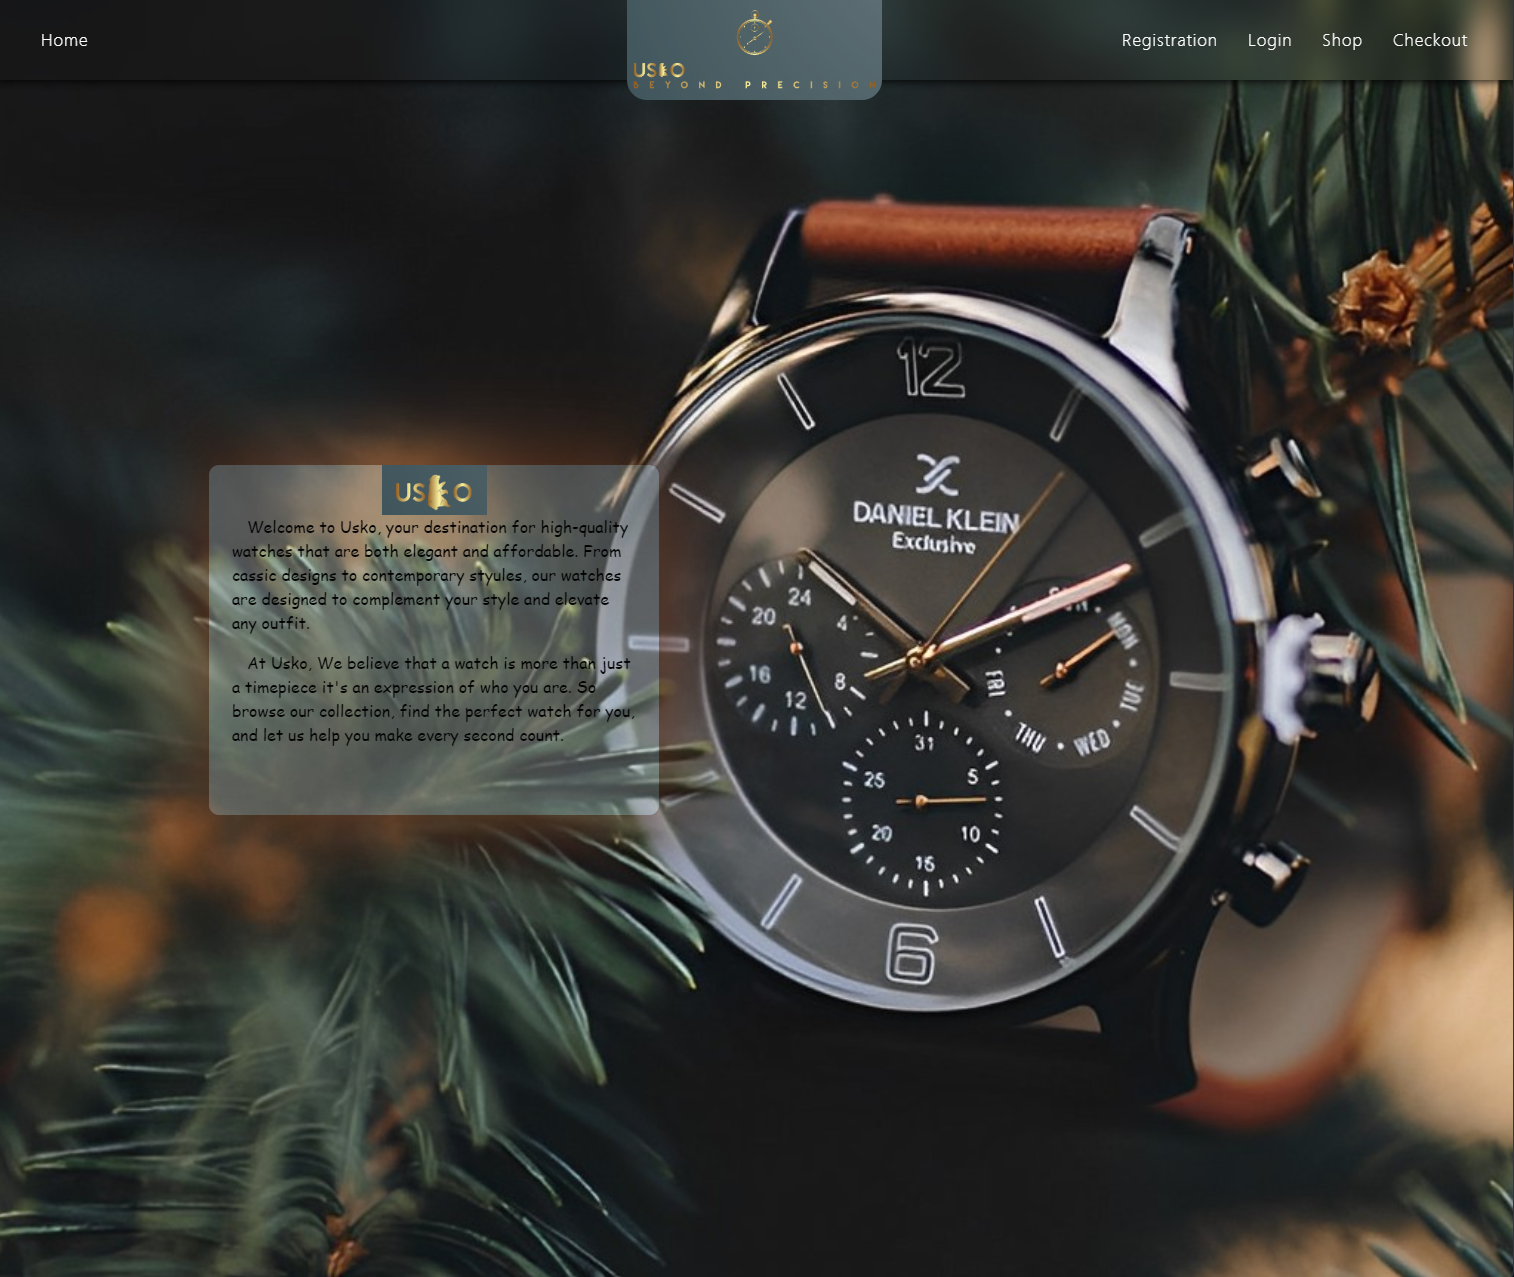 Home
USKO
BEYOND PRECISION
Registration Login Shop Checkout
USKO
Welcome to Usko, your destination for high-quality
watches that are both elegant and affordable. From
cassic designs to contemporary styules, our watches
are designed to complement your style and elevate
any outfit.
At Usko, We believe that a watch is more than just
a timepiece it's an expression of who you are. So
browse our collection, find the perfect watch for you,
and let us help you make every second count.
12
DANIEL KLEIN
Exclusive
24
20
4
16
8
12
SUN
MON
TUE
WED
THU
FRI
31
25 5
20 10
15
6